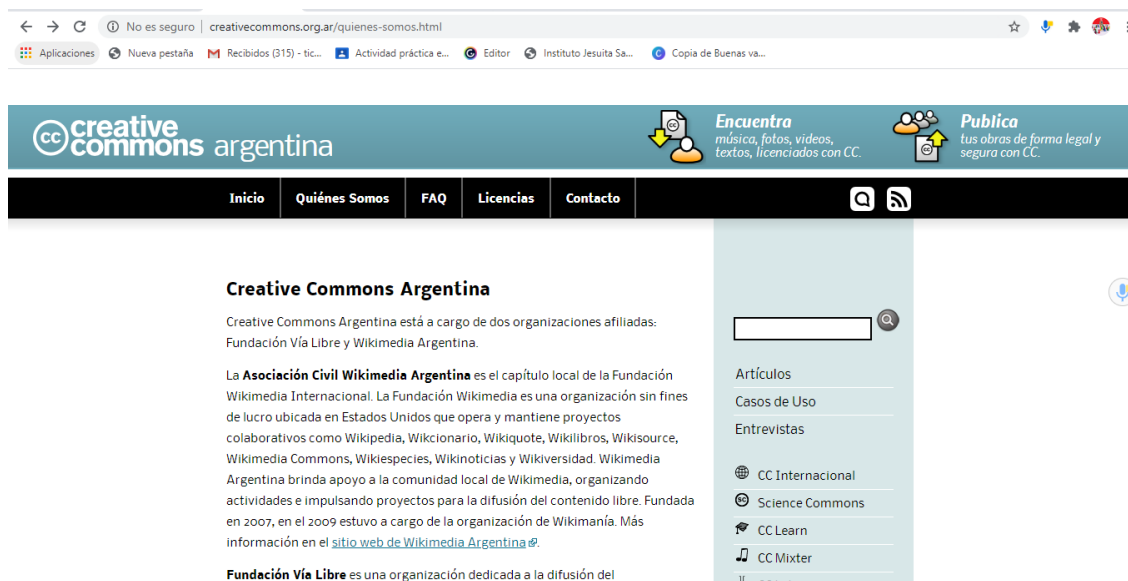 No es seguro | creativecommons.org.ar/quienes-somos.html
Aplicaciones Nueva pestaña Recibidos (315) - tic... Actividad práctica e... Editor Instituto Jesuita Sa... Copia de Buenas va...
cc creative commons argentina
Encuentra
música, fotos, videos,
textos, licenciados con CC.
Publica
tus obras de forma legal y
segura con CC.
Inicio Quiénes Somos FAQ Licencias Contacto
Creative Commons Argentina
Creative Commons Argentina está a cargo de dos organizaciones afiliadas:
Fundación Vía Libre y Wikimedia Argentina.
La Asociación Civil Wikimedia Argentina es el capítulo local de la Fundación
Wikimedia Internacional. La Fundación Wikimedia es una organización sin fines
de lucro ubicada en Estados Unidos que opera y mantiene proyectos
colaborativos como Wikipedia, Wikcionario, Wikiquote, Wikilibros, Wikisource,
Wikimedia Commons, Wikiespecies, Wikinoticias y Wikiversidad. Wikimedia
Argentina brinda apoyo a la comunidad local de Wikimedia, organizando
actividades e impulsando proyectos para la difusión del contenido libre. Fundada
en 2007, en el 2009 estuvo a cargo de la organización de Wikimanía. Más
información en el sitio web de Wikimedia Argentina.
Fundación Vía Libre es una organización dedicada a la difusión del
Artículos
Casos de Uso
Entrevistas
CC Internacional
Science Commons
CC Learn
CC Mixter